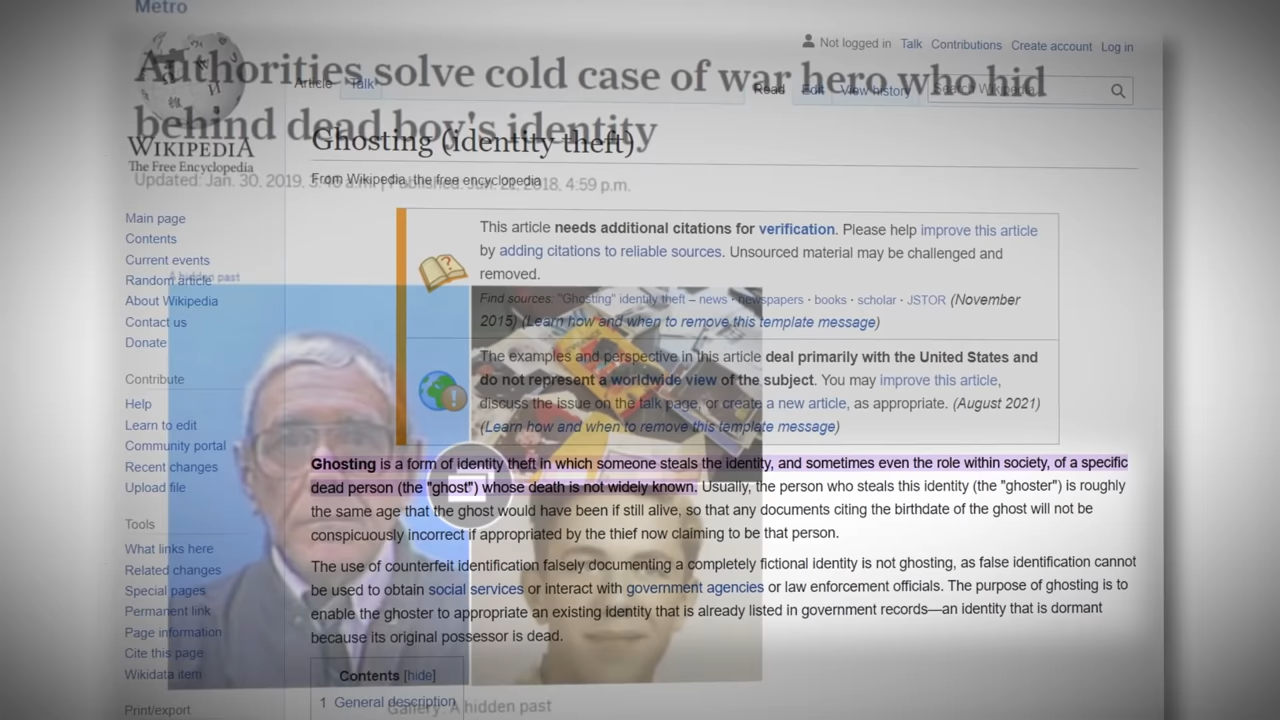 Metro
Authorities solve cold case of war hero who hid
behind dead boy's identity
Updated: Jan. 30, 2019, 2018, 4:59 p.m.
A hidden past
Gallery: A hidden past
WIKIPEDIA
The Free Encyclopedia
Not logged in Talk Contributions Create account Log in
Article Talk Read Edit View history Search Wikipedia
Ghosting (identity theft)
From Wikipedia, the free encyclopedia
Main page
Contents
Current events
Random article
About Wikipedia
Contact us
Donate
Contribute
Help
Learn to edit
Community portal
Recent changes
Upload file
Tools
What links here
Related changes
Special pages
Permanent link
Page information
Cite this page
Wikidata item
Print/export
This article needs additional citations for verification. Please help improve this article
by adding citations to reliable sources. Unsourced material may be challenged and
removed.
Find sources: "Ghosting" identity theft – news · newspapers · books · scholar · JSTOR (November
2015) (Learn how and when to remove this template message)
The examples and perspective in this article deal primarily with the United States and
do not represent a worldwide view of the subject. You may improve this article,
discuss the issue on the talk page, or create a new article, as appropriate. (August 2021)
(Learn how and when to remove this template message)
Ghosting is a form of identity theft in which someone steals the identity, and sometimes even the role within society, of a specific
dead person (the "ghost") whose death is not widely known. Usually, the person who steals this identity (the "ghoster") is roughly
the same age that the ghost would have been if still alive, so that any documents citing the birthdate of the ghost will not be
conspicuously incorrect if appropriated by the thief now claiming to be that person.
The use of counterfeit identification falsely documenting a completely fictional identity is not ghosting, as false identification cannot
be used to obtain social services or interact with government agencies or law enforcement officials. The purpose of ghosting is to
enable the ghoster to appropriate an existing identity that is already listed in government records—an identity that is dormant
because its original possessor is dead.
Contents [hide]
1 General description